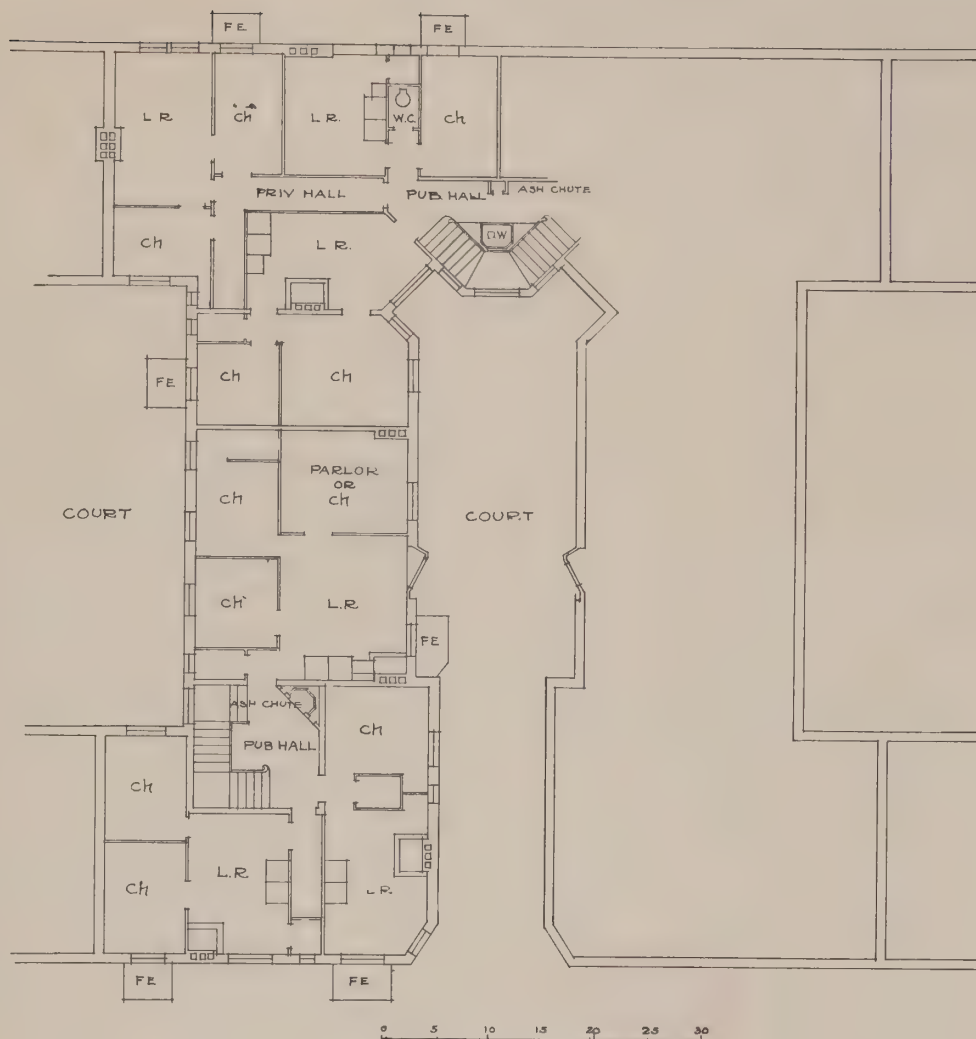 FE
FE
L R
Ch
L R.
W.C
Ch
PRIV HALL
PUB. HALL
ASH CHUTE
Ch
L R.
DW
FE
Ch
Ch
COURT
Ch
PARLOR
OR
Ch
COURT
Ch
L.R
FE
ASH CHUTE
PUB HALL
Ch
Ch
Ch
L.R
L.R.
FE
FE
0 5 10 15 20 25 30